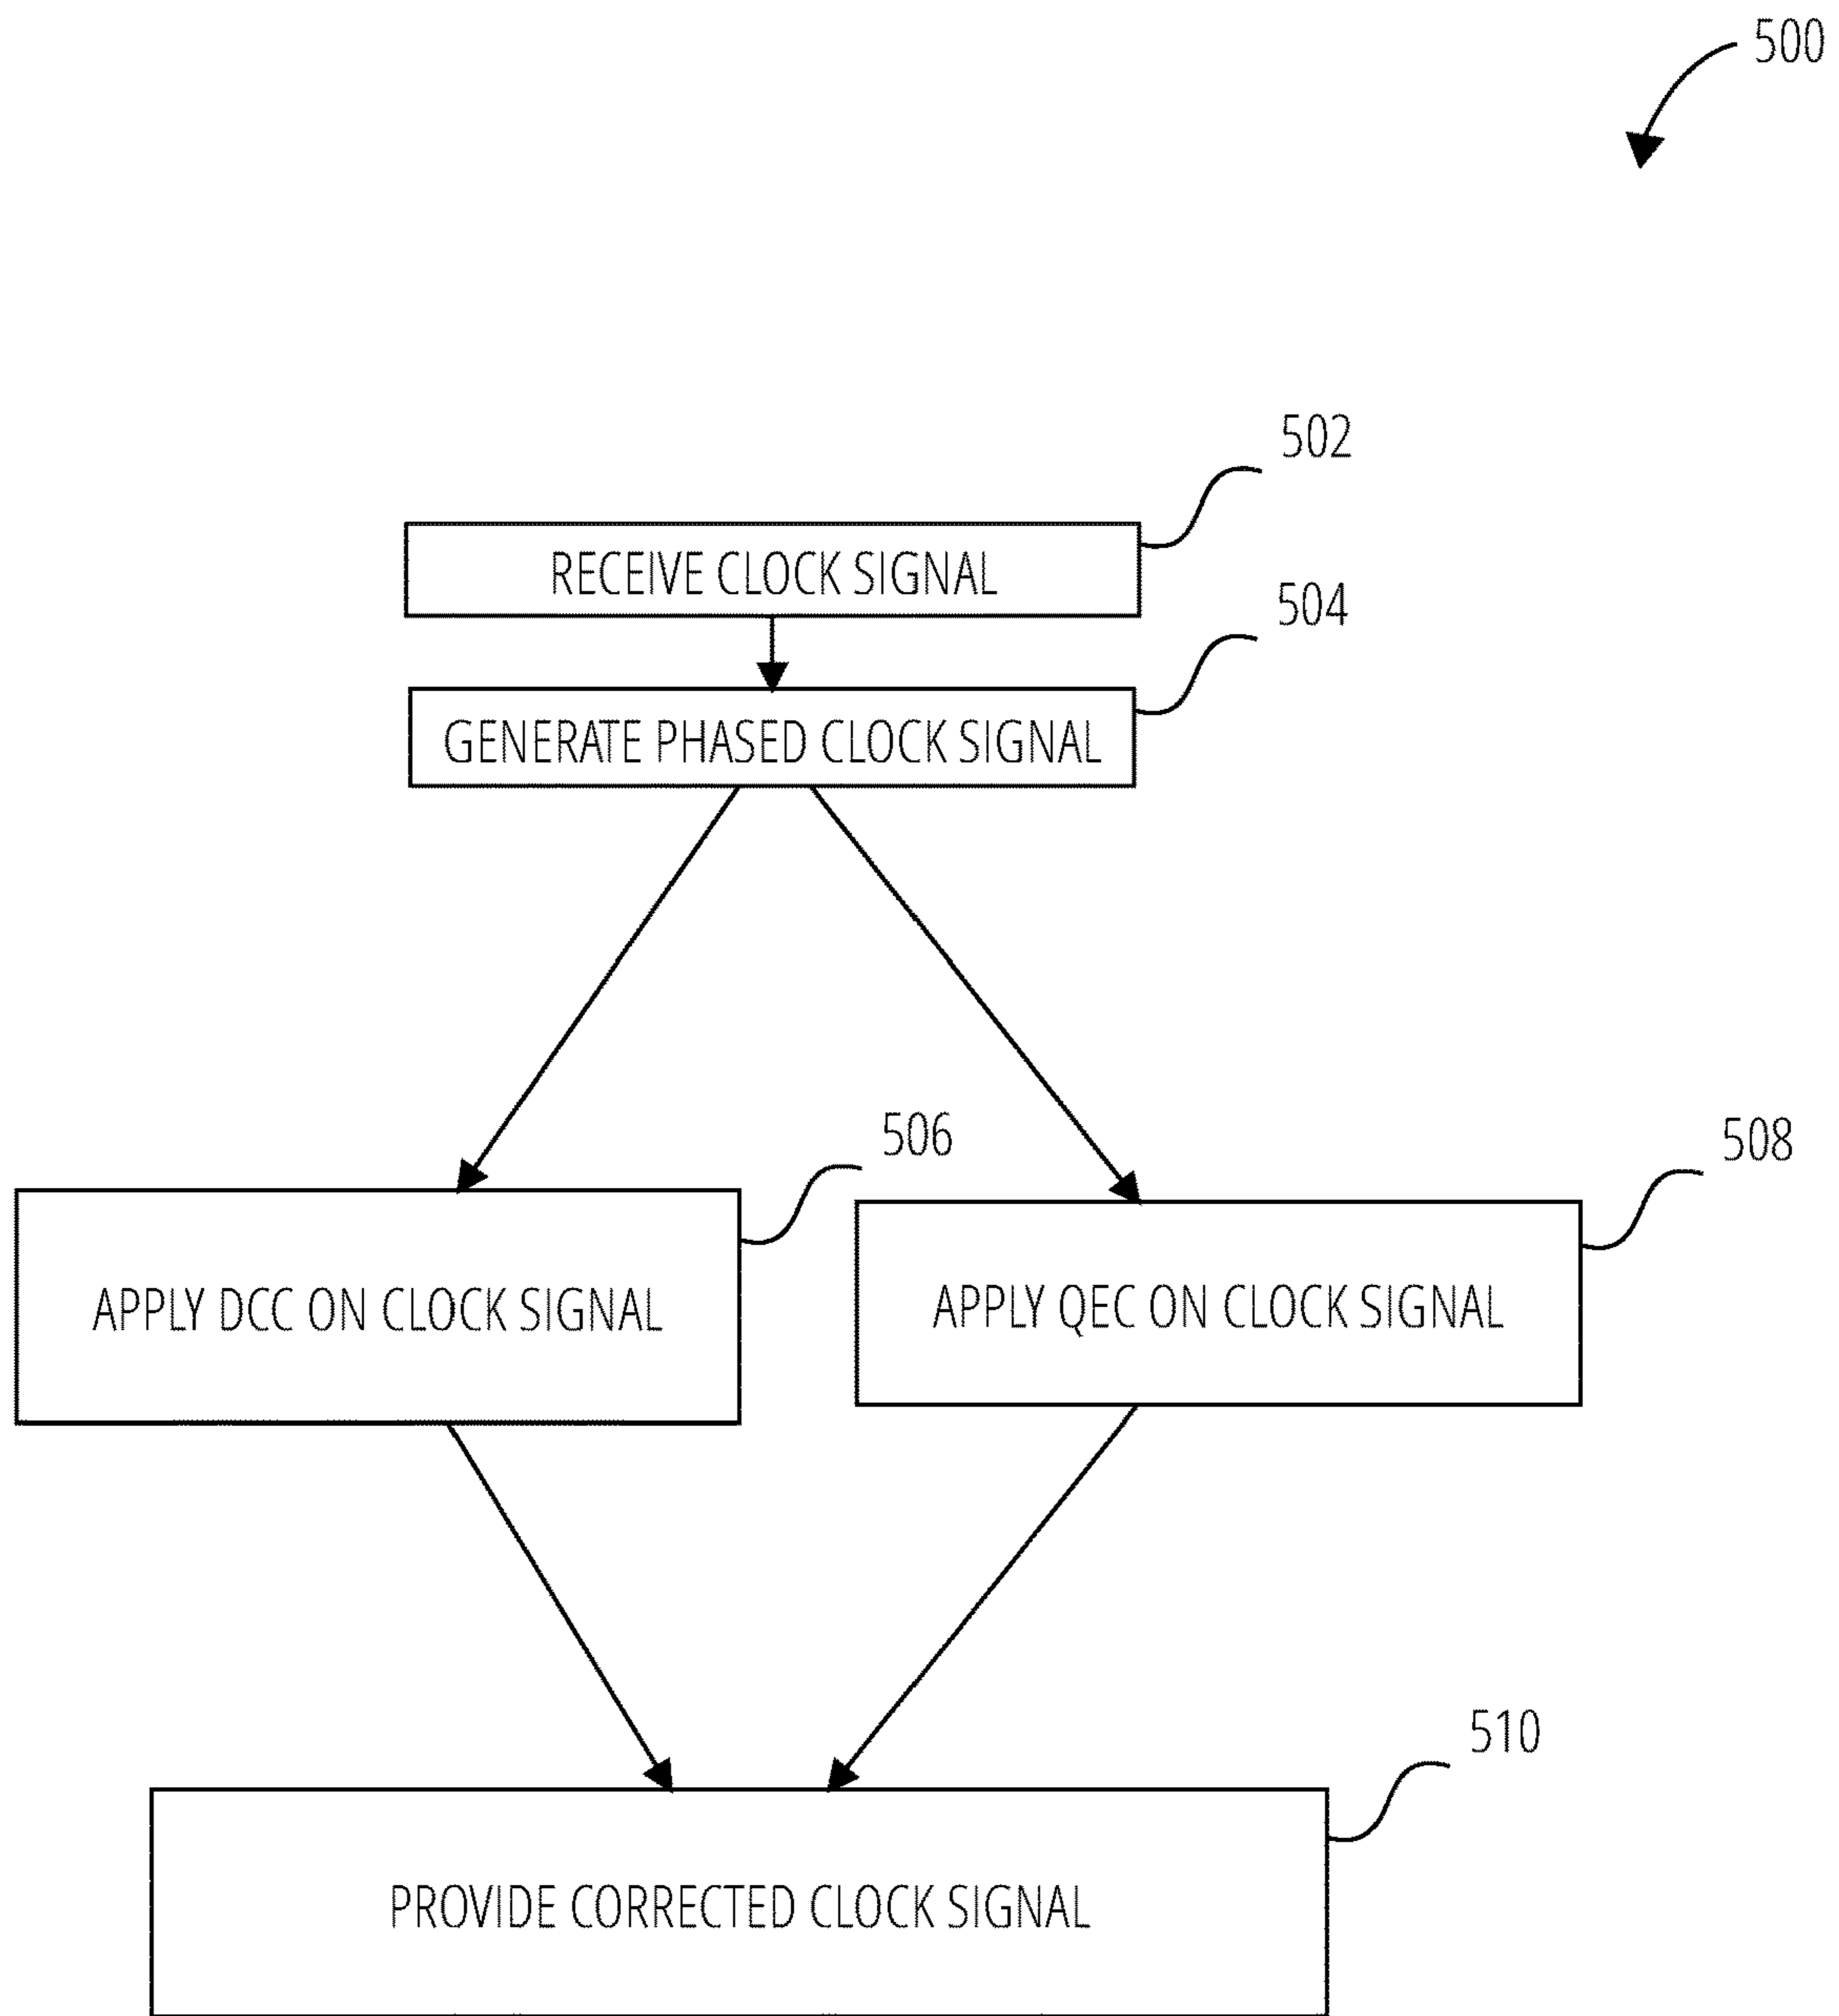 500
502
RECEIVE CLOCK SIGNAL
504
GENERATE PHASED CLOCK SIGNAL
506
508
APPLY DCC ON CLOCK SIGNAL
APPLY QEC ON CLOCK SIGNAL
510
PROVIDE CORRECTED CLOCK SIGNAL